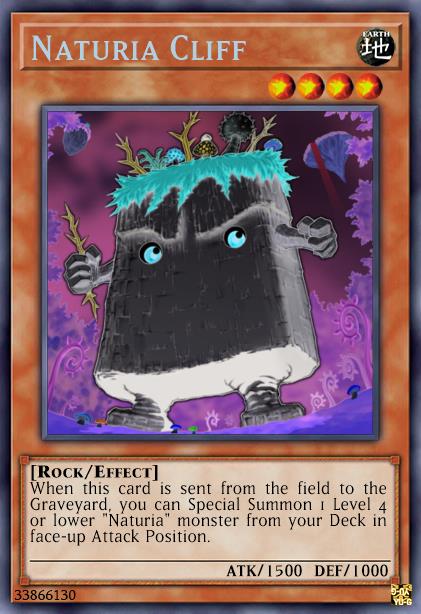 Naturia Cliff
EARTH
地
[Rock/Effect]
When this card is sent from the field to the
Graveyard, you can Special Summon 1 Level 4
or lower "Naturia" monster from your Deck in
face-up Attack Position.
ATK/1500 DEF/1000
33866130